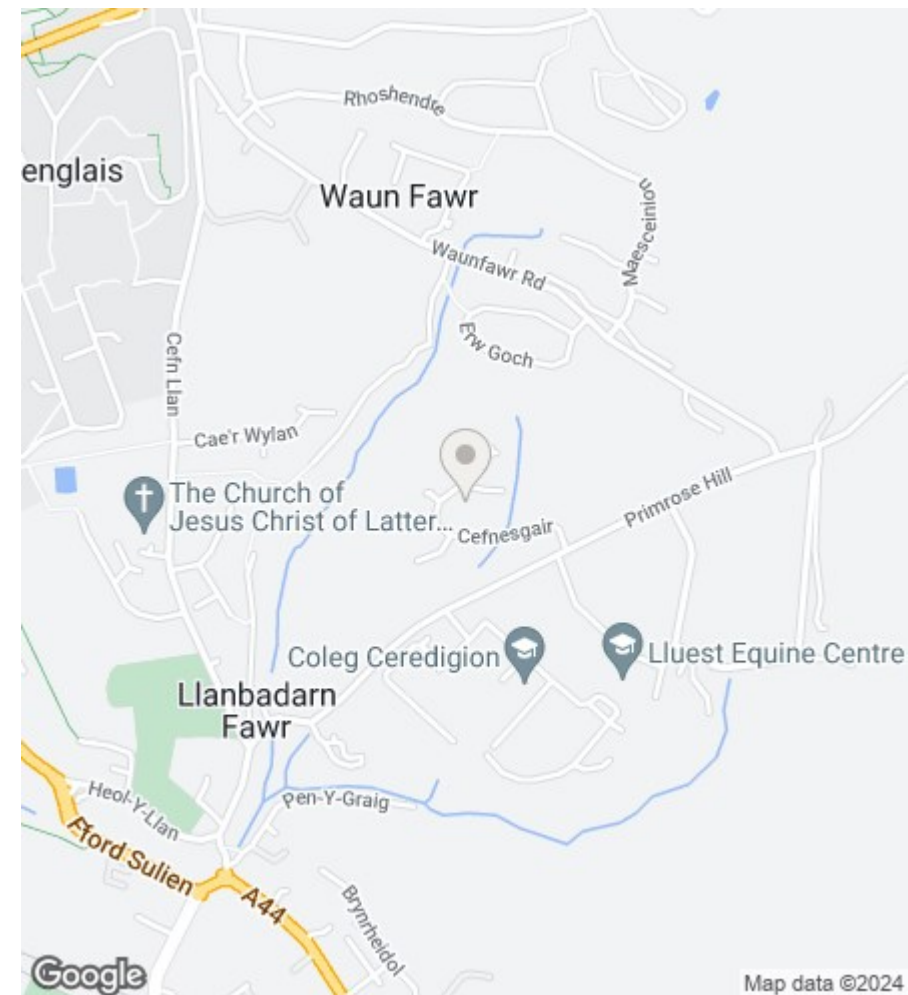 Rhoshendre
englais
Waun Fawr
Maesceinion
Waunfawr Rd
Erw Goch
Cefn Llan
Cae'r Wylan
The Church of
Jesus Christ of Latter...
Primrose Hill
Cefnesgair
Coleg Ceredigion
Lluest Equine Centre
Llanbadarn
Fawr
Heol-Y-Llan
Pen-Y-Graig
Fford Sulien
A44
Brynrheidol
Google
Map data ©2024